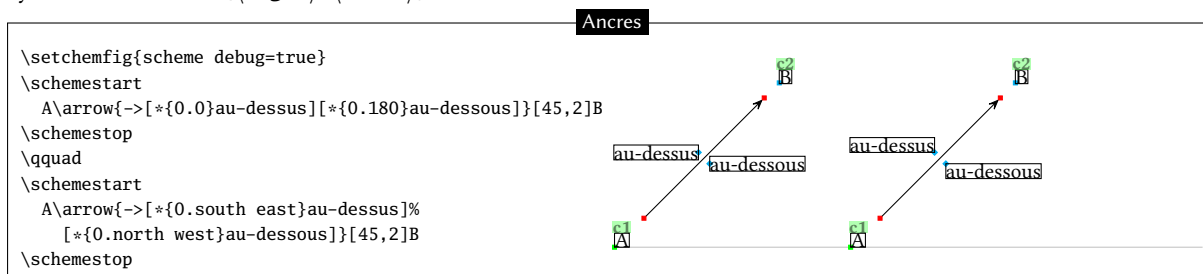 Ancres
\setchemfig{scheme debug=true}
\schemestart
A\arrow{->[*{0.0}au-dessus][*{0.180}au-dessous]}[45,2]B
\schemestop
\qquad
\schemestart
A\arrow{->[*{0.south east}au-dessus]%
[*{0.north west}au-dessous]}[45,2]B
\schemestop
c2
B
au-dessus
au-dessous
c1
A
c2
B
au-dessus
au-dessous
c1
A